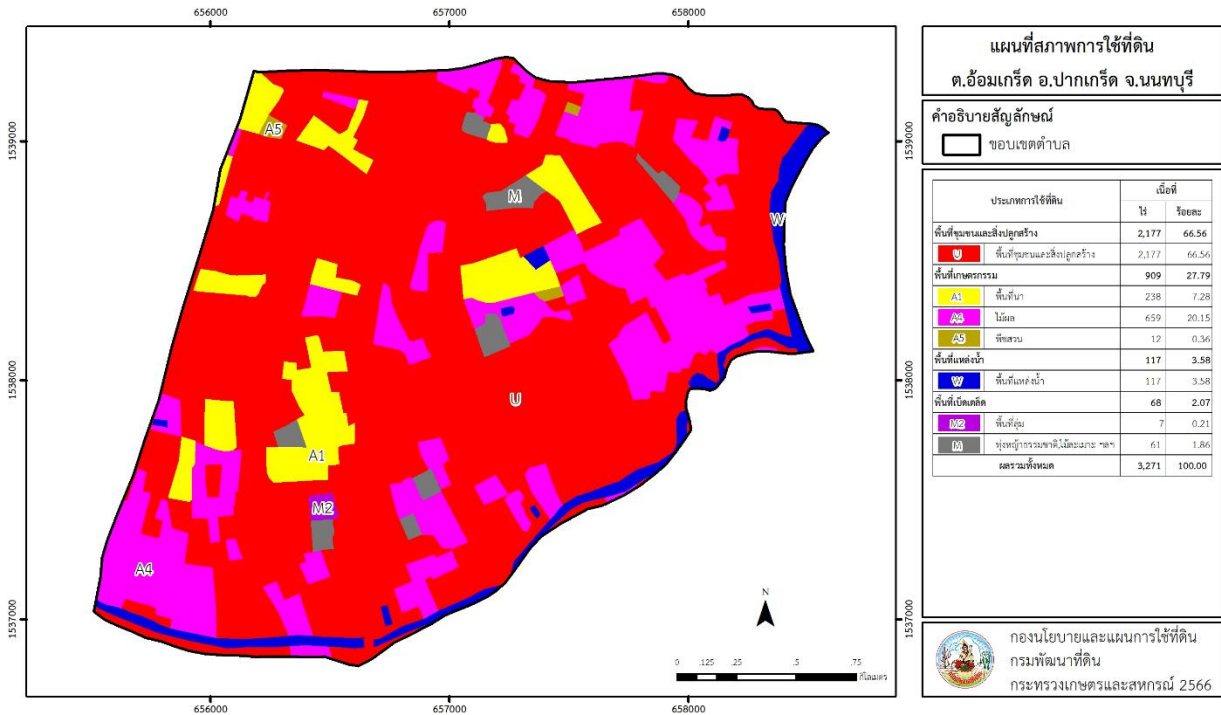 656000 657000 658000
1539000 1539000
1538000 1538000
1537000 1537000
656000 657000 658000
A5
M
W
U
A1
M2
A4
N
0 .125 .25 .5 .75
กิโลเมตร
แผนที่สภาพการใช้ที่ดิน
ต.อ้อมเกร็ด อ.ปากเกร็ด จ.นนทบุรี
คำอธิบายสัญลักษณ์
ขอบเขตตำบล
ประเภทการใช้ที่ดิน เนื้อที่
ไร่ ร้อยละ
พื้นที่ชุมชนและสิ่งปลูกสร้าง 2,177 66.56
U พื้นที่ชุมชนและสิ่งปลูกสร้าง 2,177 66.56
พื้นที่เกษตรกรรม 909 27.79
A1 พื้นที่นา 238 7.28
A4 ไม้ผล 659 20.15
A5 พืชสวน 12 0.36
พื้นที่แหล่งน้ำ 117 3.58
W พื้นที่แหล่งน้ำ 117 3.58
พื้นที่เบ็ดเตล็ด 68 2.07
M2 พื้นที่ลุ่ม 7 0.21
M ทุ่งหญ้าธรรมชาติ,ไม้ละเมาะ ฯลฯ 61 1.86
ผลรวมทั้งหมด 3,271 100.00
กองนโยบายและแผนการใช้ที่ดิน
กรมพัฒนาที่ดิน
กระทรวงเกษตรและสหกรณ์ 2566